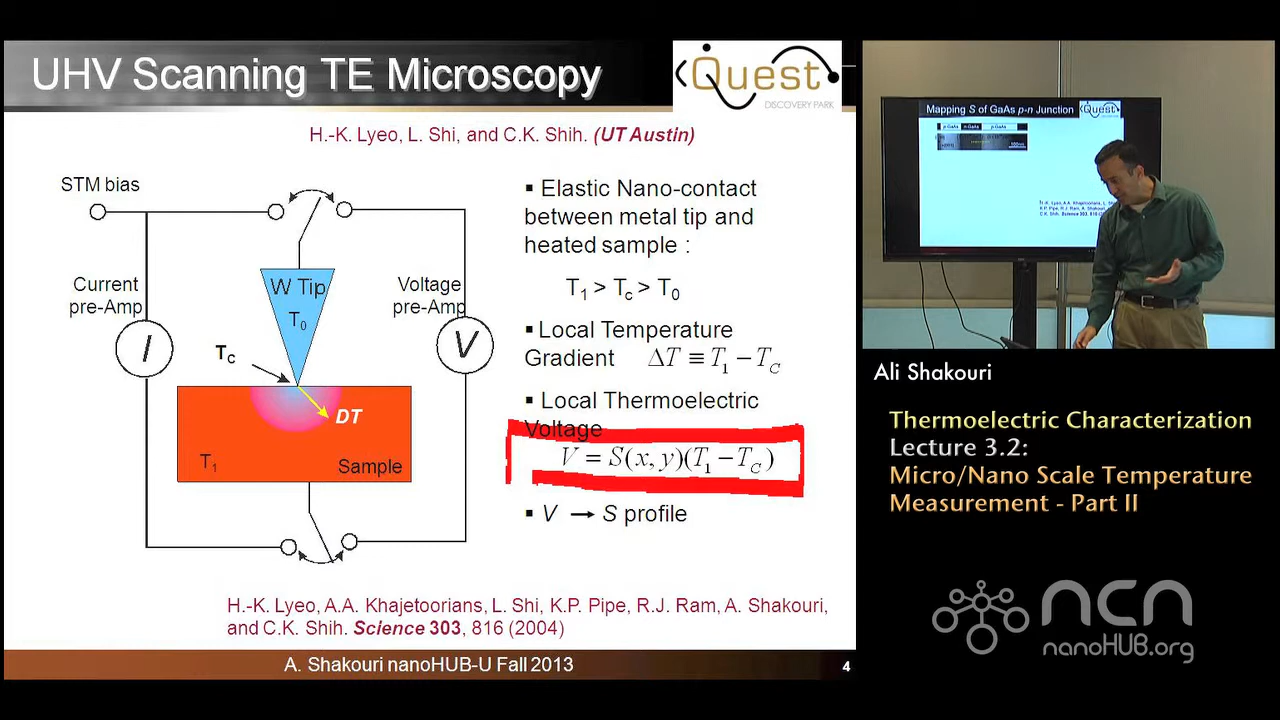 UHV Scanning TE Microscopy
Quest
DISCOVERY PARK
H.-K. Lyeo, L. Shi, and C.K. Shih. (UT Austin)
STM bias
Current
pre-Amp
I
W Tip
T0
Voltage
pre-Amp
V
TC
DT
T1
Sample
▪ Elastic Nano-contact
between metal tip and
heated sample :
T1 > Tc > T0
▪ Local Temperature
Gradient ΔT ≡ T1 − TC
▪ Local Thermoelectric
Voltage
V = S(x, y)(T1 − TC)
▪ V → S profile
H.-K. Lyeo, A.A. Khajetoorians, L. Shi, K.P. Pipe, R.J. Ram, A. Shakouri,
and C.K. Shih. Science 303, 816 (2004)
A. Shakouri nanoHUB-U Fall 2013
4
Mapping S of GaAs p-n Junction
Quest
Ali Shakouri
Thermoelectric Characterization
Lecture 3.2:
Micro/Nano Scale Temperature
Measurement - Part II
ncn
nanoHUB.org